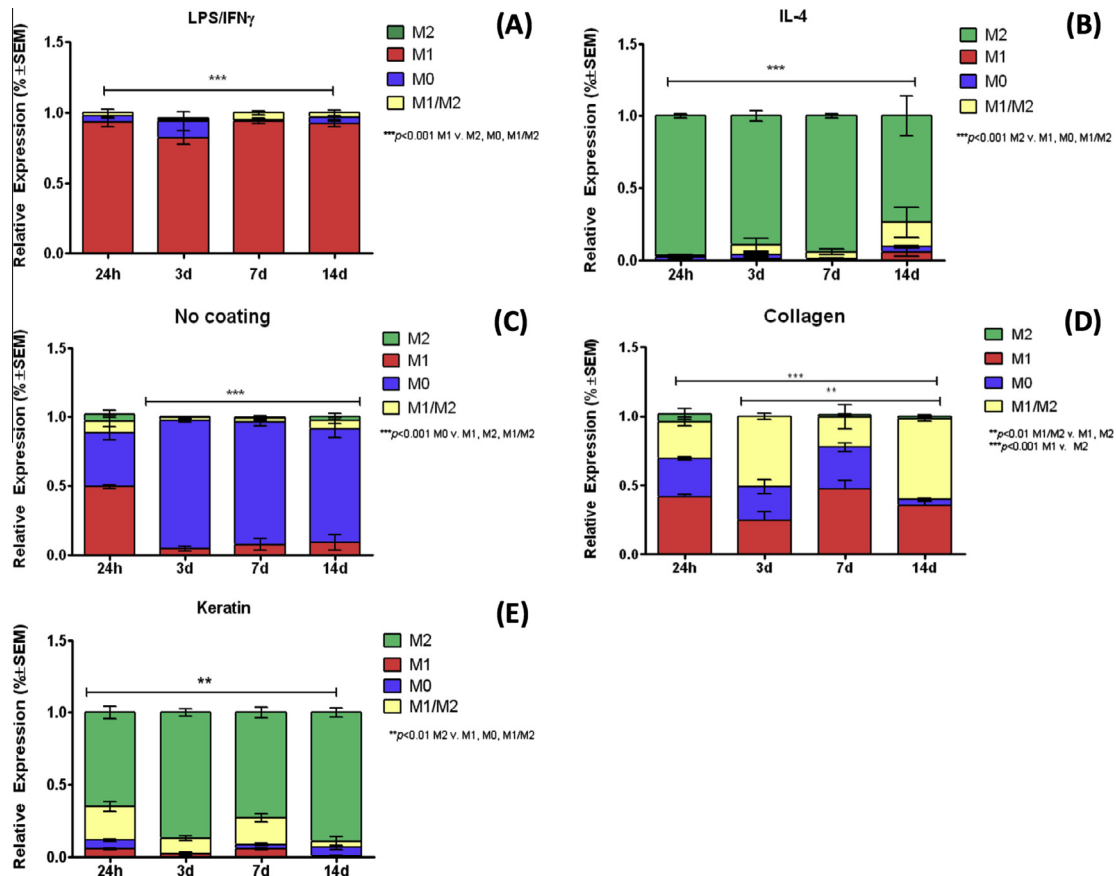 LPS/IFNγ
(A)
Relative Expression (% ±SEM)
1.5
1.0
0.5
0.0
***
24h 3d 7d 14d
M2
M1
M0
M1/M2
***p<0.001 M1 v. M2, M0, M1/M2
IL-4
(B)
Relative Expression (%±SEM)
1.5
1.0
0.5
0.0
***
24h 3d 7d 14d
M2
M1
M0
M1/M2
***p<0.001 M2 v. M1, M0, M1/M2
No coating
(C)
Relative Expression (% ±SEM)
1.5
1.0
0.5
0.0
***
24h 3d 7d 14d
M2
M1
M0
M1/M2
***p<0.001 M0 v. M1, M2, M1/M2
Collagen
(D)
Relative Expression (% ±SEM)
1.5
1.0
0.5
0.0
***
**
24h 3d 7d 14d
M2
M1
M0
M1/M2
**p<0.01 M1/M2 v. M1, M2
***p<0.001 M1 v. M2
Keratin
(E)
Relative Expression (%±SEM)
1.5
1.0
0.5
0.0
**
24h 3d 7d 14d
M2
M1
M0
M1/M2
**p<0.01 M2 v. M1, M0, M1/M2